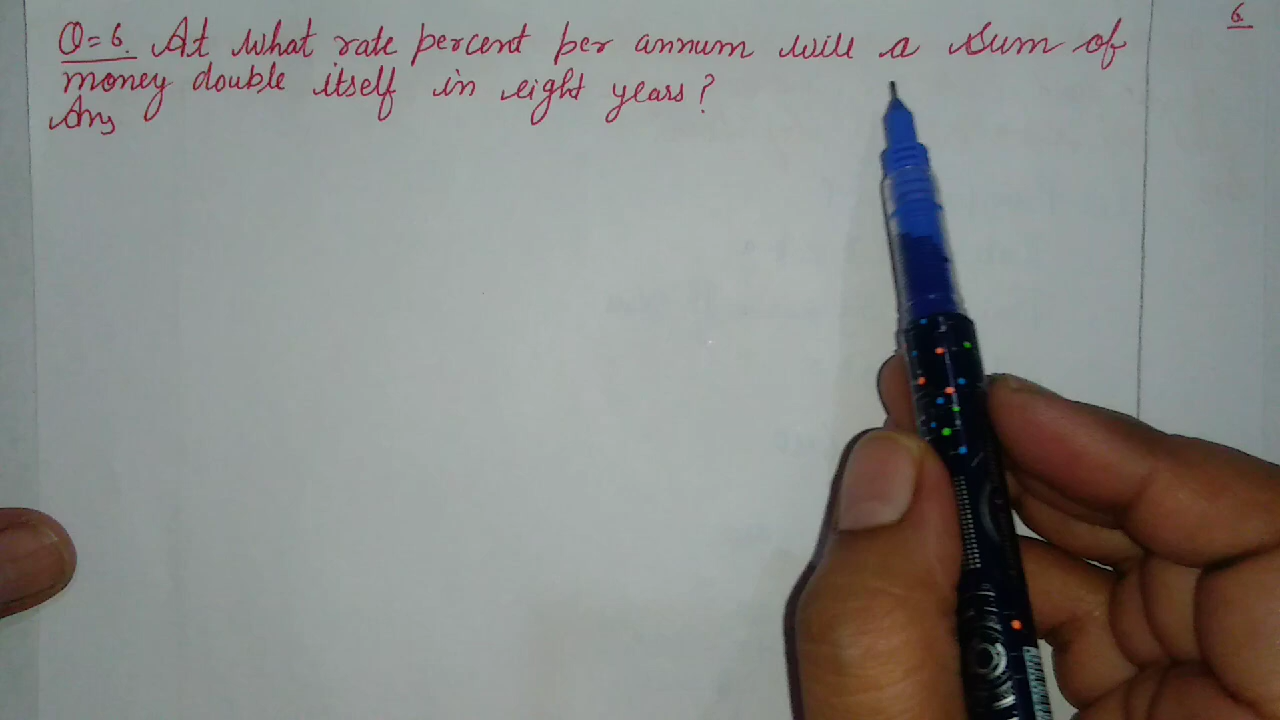 6
Q=6. At what rate percent per annum will a sum of
money double itself in eight years?
Ans